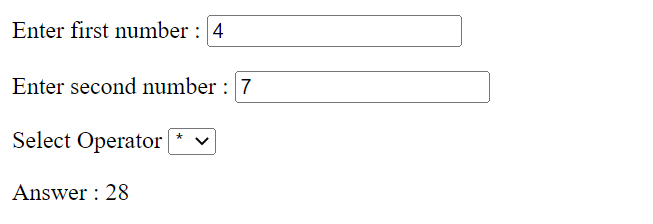 Enter first number : 4
Enter second number : 7
Select Operator *
Answer : 28